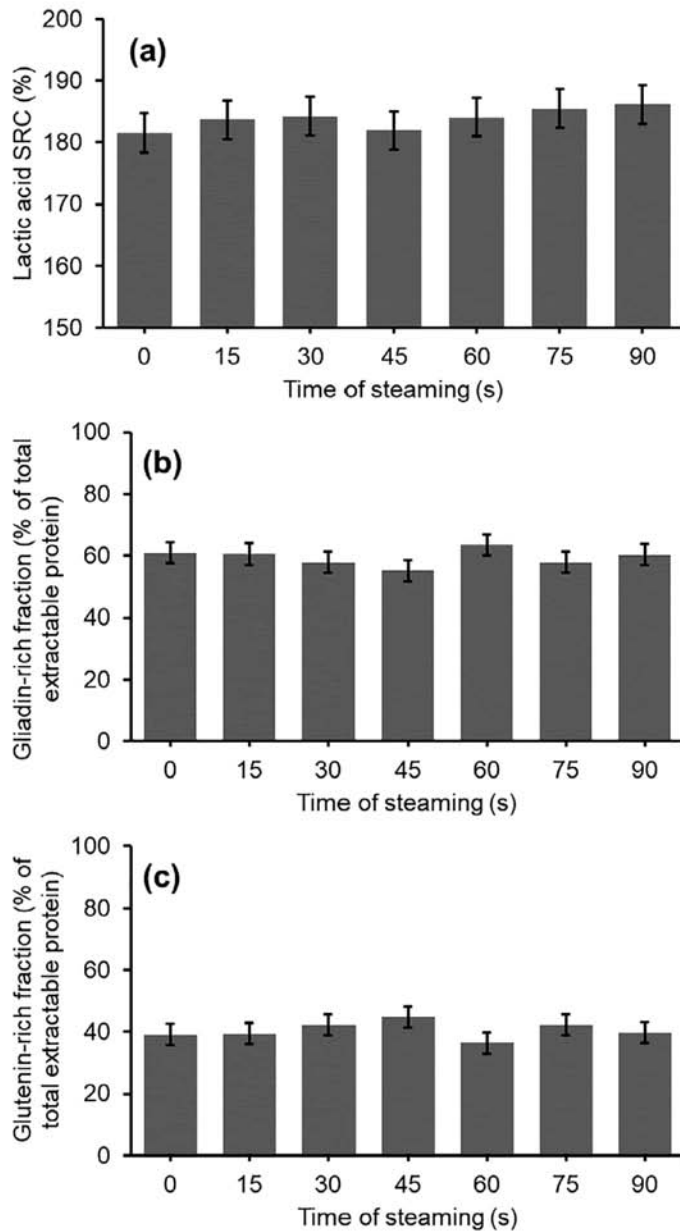 (a)
Lactic acid SRC (%)
200
190
180
170
160
150
0 15 30 45 60 75 90
Time of steaming (s)
(b)
Gliadin-rich fraction (% of total
extractable protein)
100
80
60
40
20
0
0 15 30 45 60 75 90
Time of steaming (s)
(c)
Glutenin-rich fraction (% of
total extractable protein)
100
80
60
40
20
0
0 15 30 45 60 75 90
Time of steaming (s)